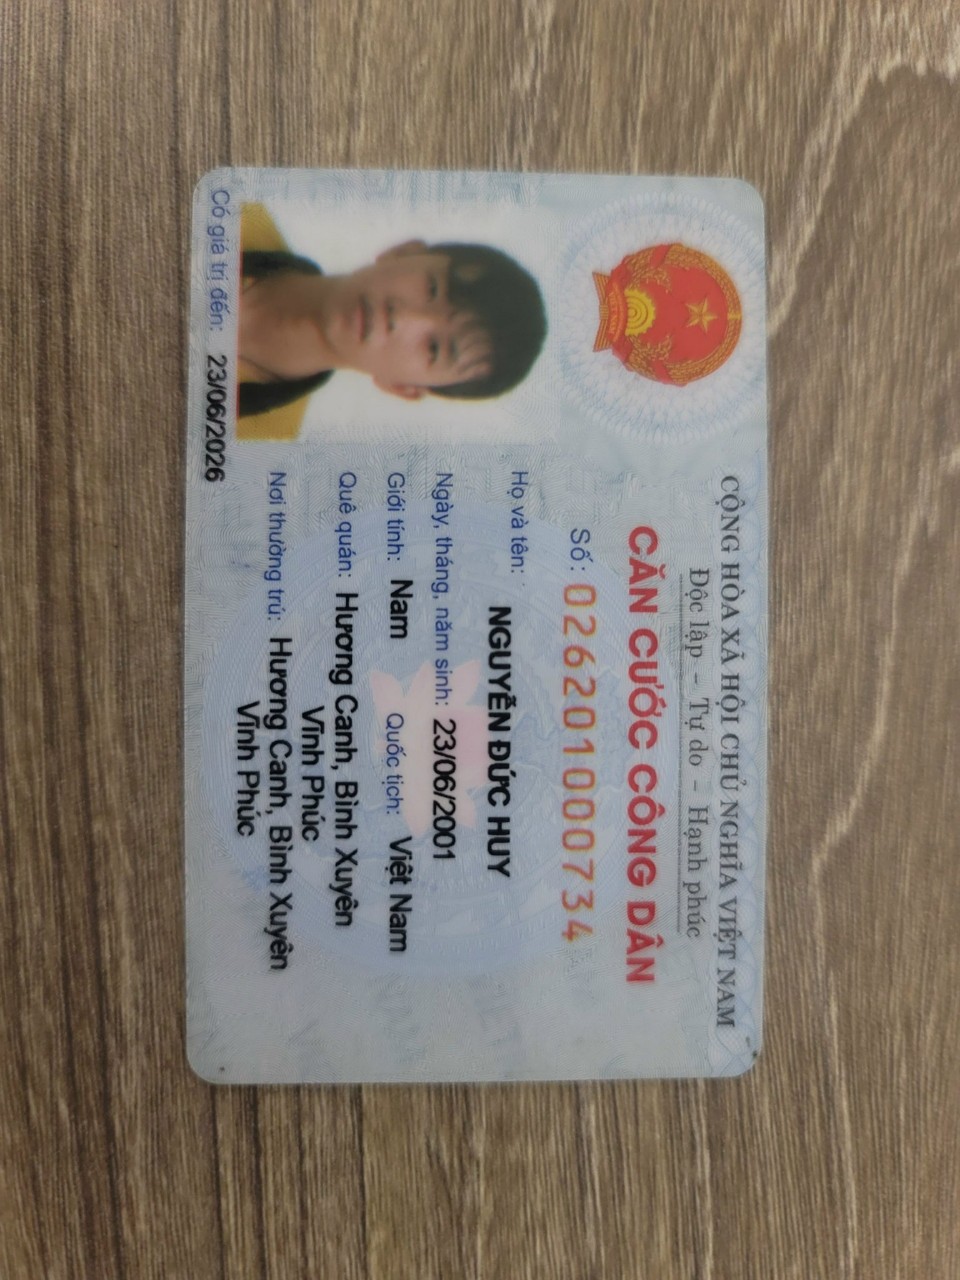 CỘNG HÒA XÃ HỘI CHỦ NGHĨA VIỆT NAM
Độc lập – Tự do – Hạnh phúc
CĂN CƯỚC CÔNG DÂN
Số: 026201000734
Họ và tên:
NGUYỄN ĐỨC HUY
Ngày, tháng, năm sinh: 23/06/2001
Giới tính: Nam Quốc tịch: Việt Nam
Quê quán: Hương Canh, Bình Xuyên
Vĩnh Phúc
Nơi thường trú: Hương Canh, Bình Xuyên
Vĩnh Phúc
Có giá trị đến: 23/06/2026